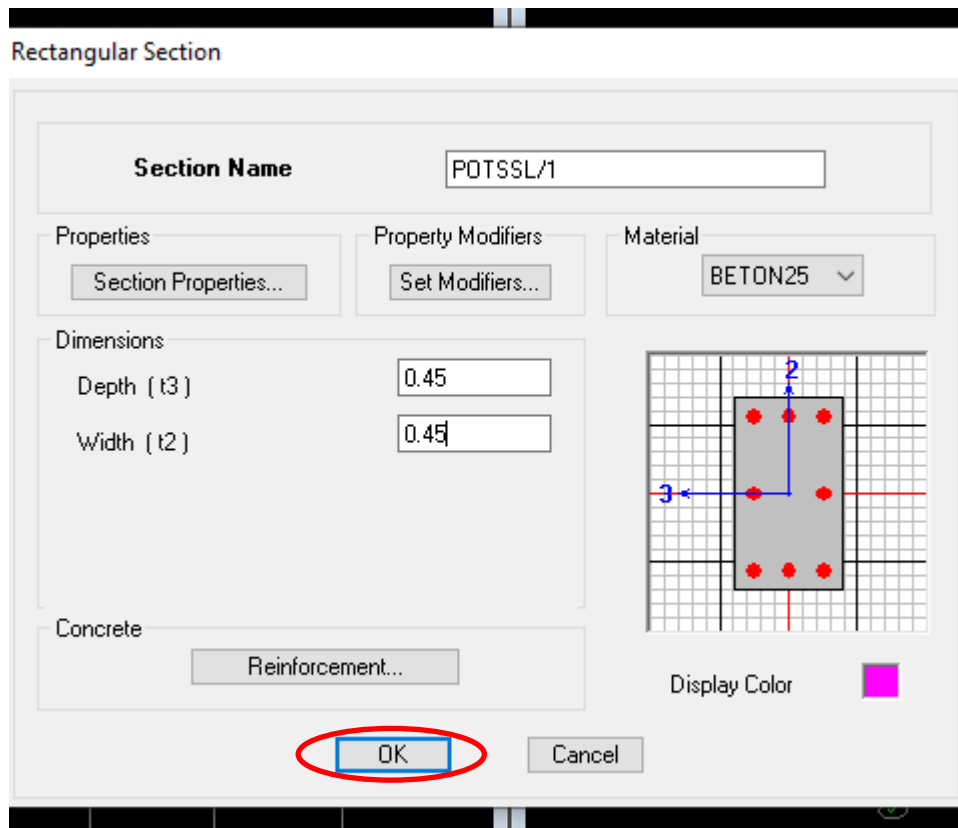 Rectangular Section
Section Name
POTSSL/1
Properties
Property Modifiers
Material
Section Properties...
Set Modifiers...
BETON25
Dimensions
Depth ( t3 )
0.45
Width ( t2 )
0.45
2
3
Concrete
Reinforcement...
Display Color
OK
Cancel